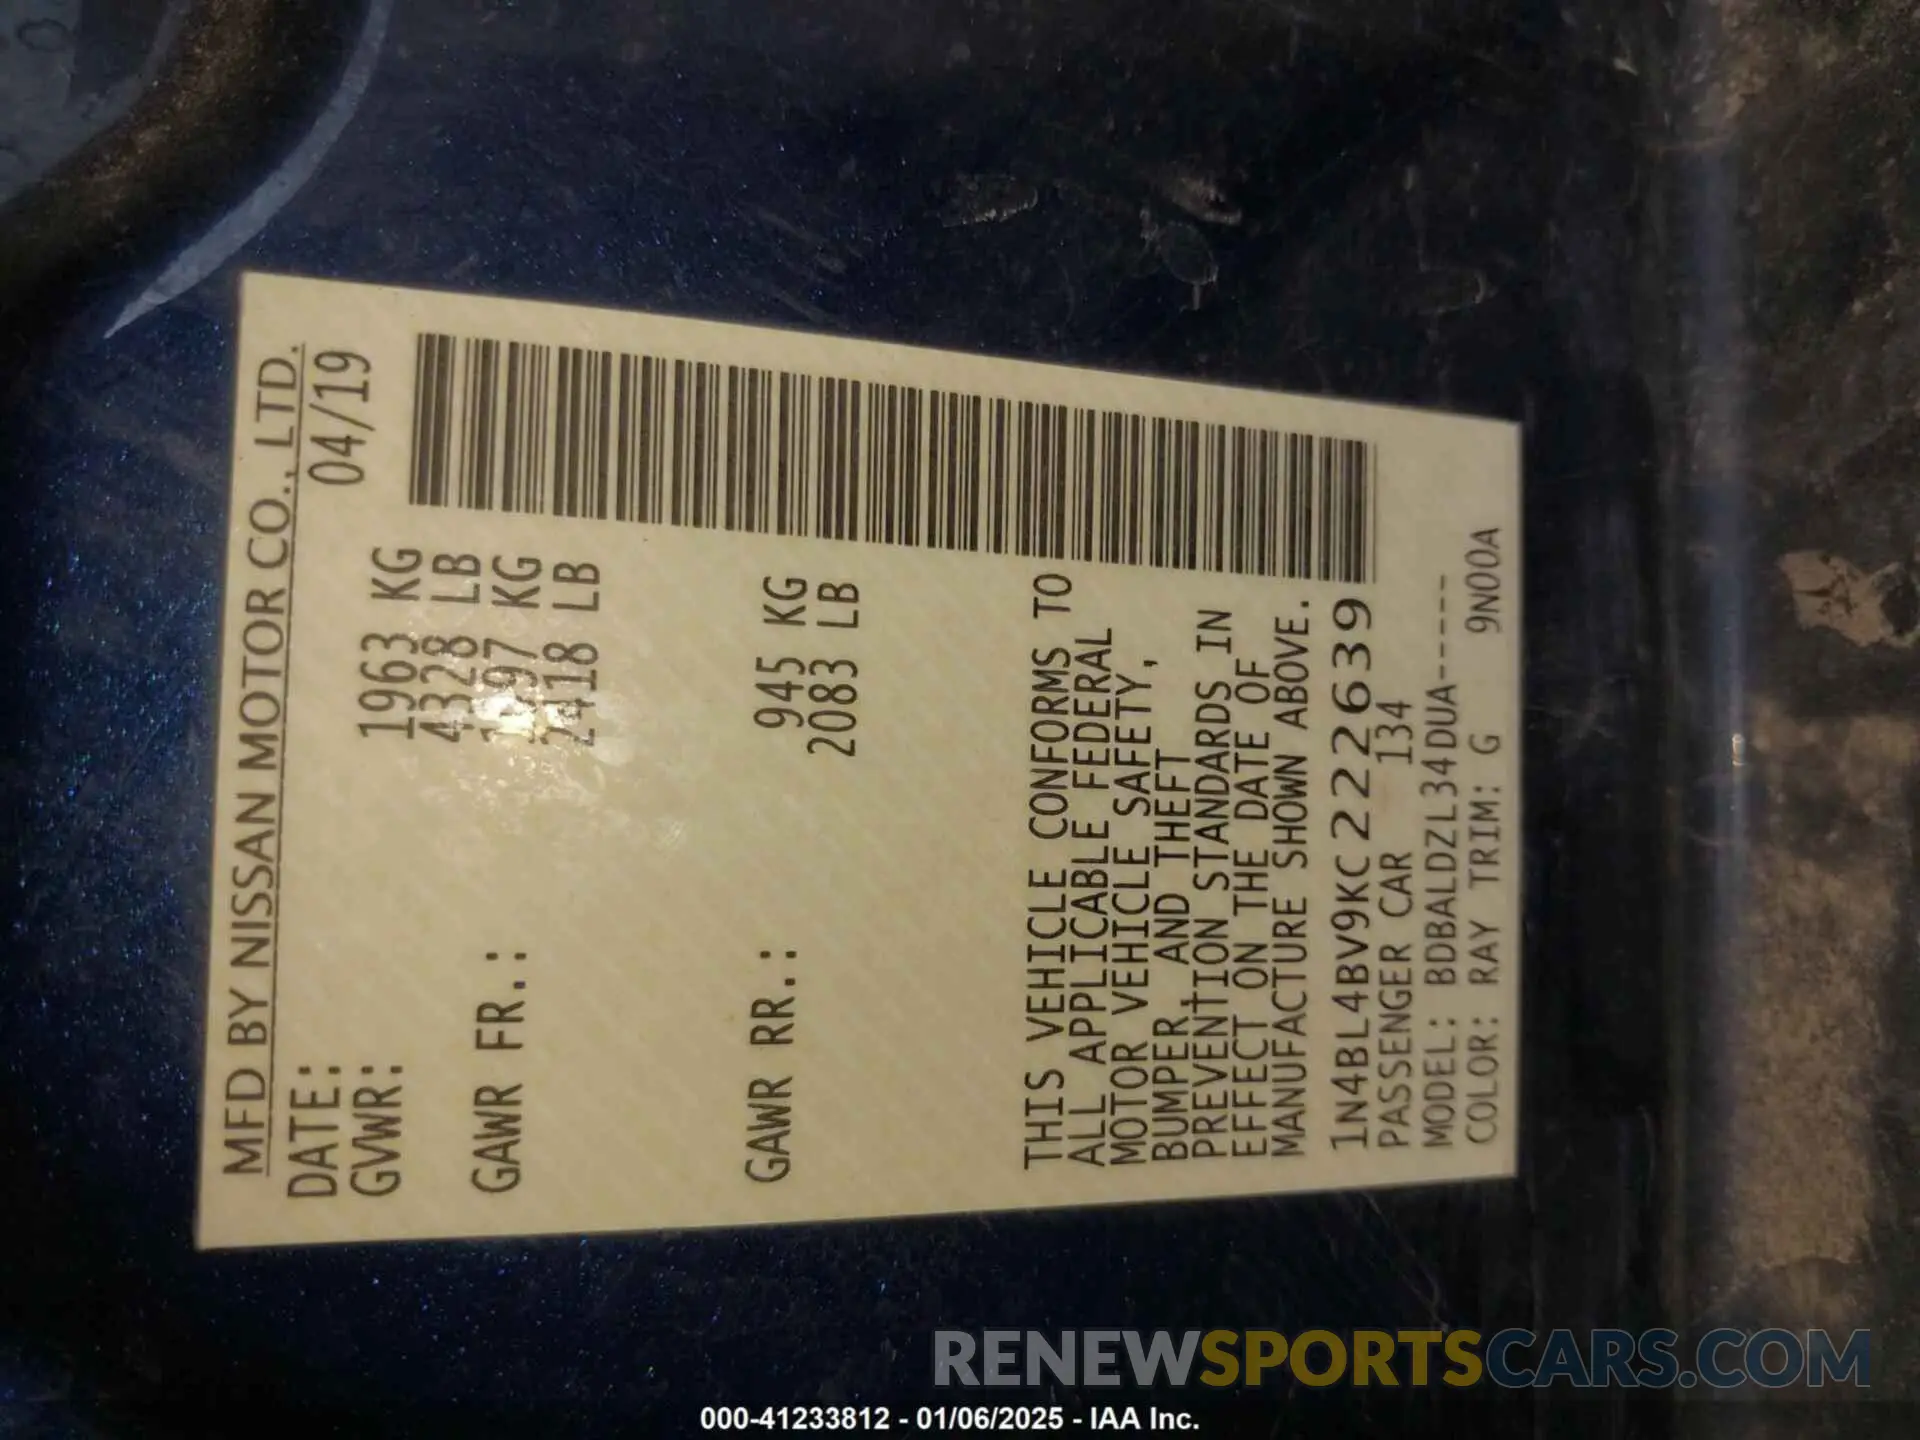 MFD BY NISSAN MOTOR CO., LTD.
DATE: 04/19
GVWR: 1963 KG
4328 LB
GAWR FR.: KG
2418 LB
GAWR RR.: 945 KG
2083 LB
THIS VEHICLE CONFORMS TO
ALL APPLICABLE FEDERAL
MOTOR VEHICLE SAFETY,
BUMPER, AND THEFT
PREVENTION STANDARDS IN
EFFECT ON THE DATE OF
MANUFACTURE SHOWN ABOVE.
1N4BL4BV9KC222639
PASSENGER CAR 134
MODEL: BDBALDZL34DUA-----
COLOR: RAY TRIM: G 9N00A
RENEWSPORTSCARS.COM
000-41233812 - 01/06/2025 - IAA Inc.